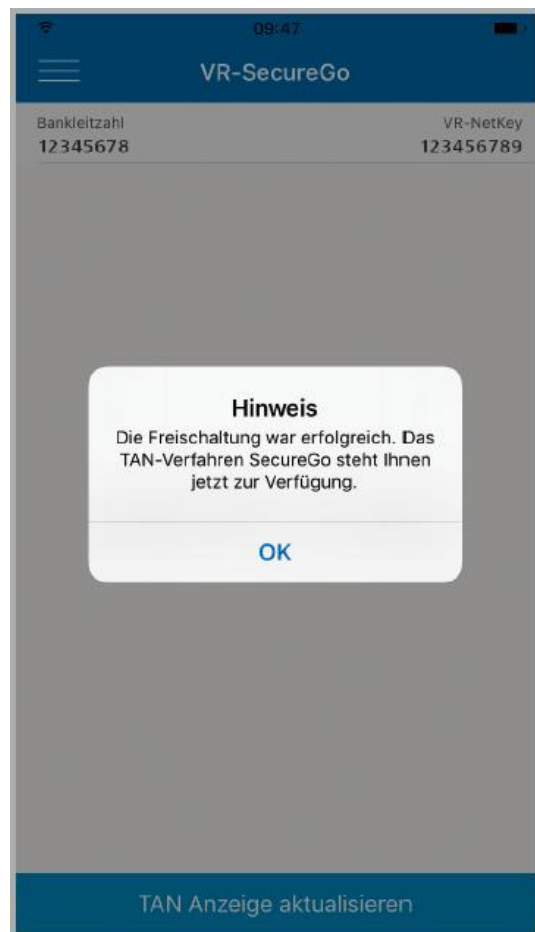 09:47
VR-SecureGo
Bankleitzahl VR-NetKey
12345678 123456789
Hinweis
Die Freischaltung war erfolgreich. Das
TAN-Verfahren SecureGo steht Ihnen
jetzt zur Verfügung.
OK
TAN Anzeige aktualisieren